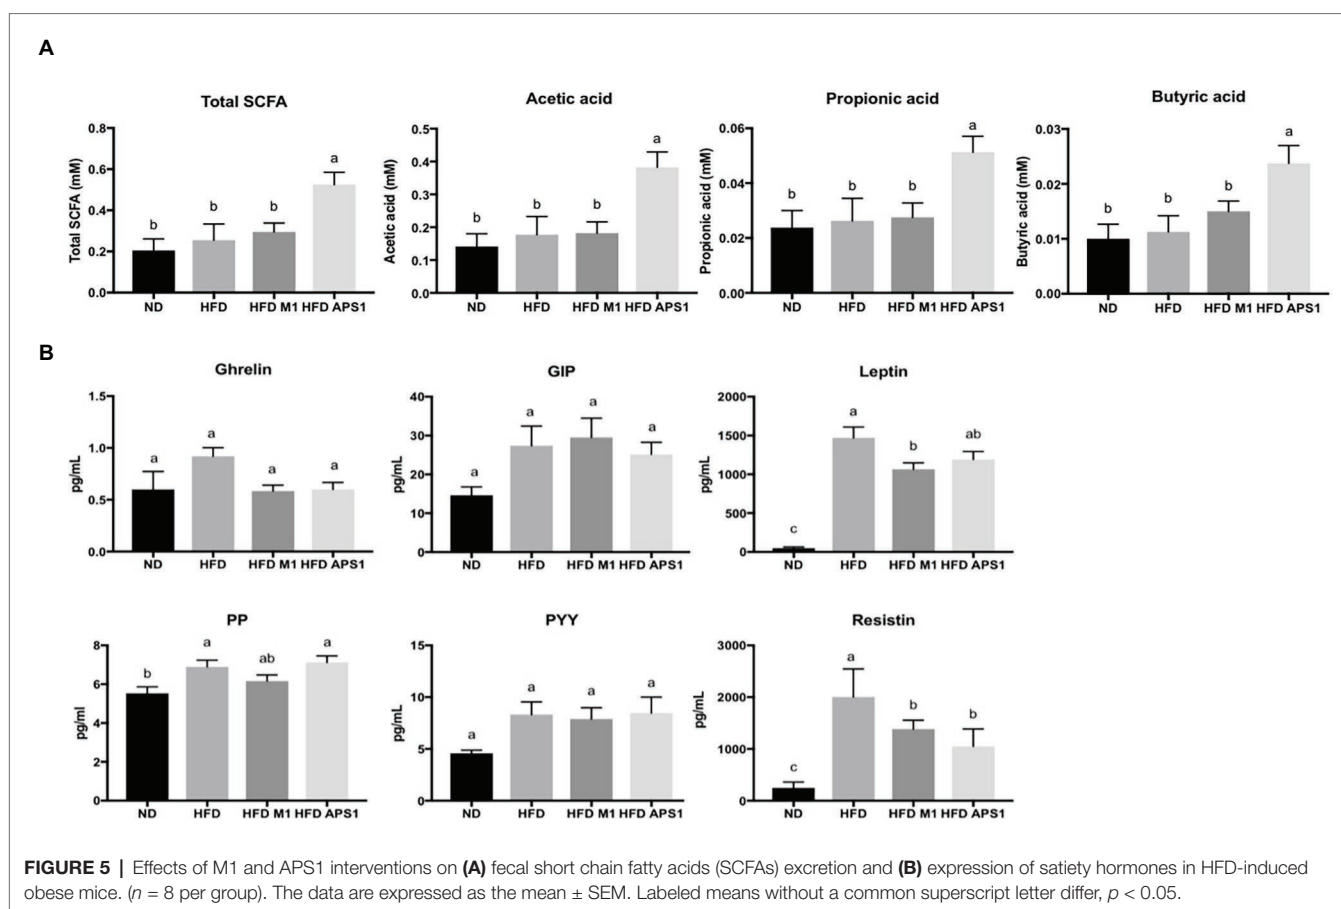 A
Total SCFA
Acetic acid
Propionic acid
Butyric acid
Total SCFA (mM)
0.8
0.6
0.4
0.2
0.0
b
b
b
a
ND
HFD
HFD M1
HFD APS1
Acetic acid (mM)
0.5
0.4
0.3
0.2
0.1
0.0
b
b
b
a
ND
HFD
HFD M1
HFD APS1
Propionic acid (mM)
0.06
0.04
0.02
0.00
b
b
b
a
ND
HFD
HFD M1
HFD APS1
Butyric acid (mM)
0.03
0.02
0.01
0.00
b
b
b
a
ND
HFD
HFD M1
HFD APS1
B
Ghrelin
GIP
Leptin
pg/mL
1.5
1.0
0.5
0.0
a
a
a
a
ND
HFD
HFD M1
HFD APS1
pg/mL
40
30
20
10
0
a
a
a
a
ND
HFD
HFD M1
HFD APS1
pg/mL
2000
1500
1000
500
0
c
a
b
ab
ND
HFD
HFD M1
HFD APS1
PP
PYY
Resistin
pg/ml
8
6
4
2
0
b
a
ab
a
ND
HFD
HFD M1
HFD APS1
pg/mL
15
10
5
0
a
a
a
a
ND
HFD
HFD M1
HFD APS1
pg/mL
3000
2000
1000
0
c
a
b
b
ND
HFD
HFD M1
HFD APS1
FIGURE 5 | Effects of M1 and APS1 interventions on (A) fecal short chain fatty acids (SCFAs) excretion and (B) expression of satiety hormones in HFD-induced
obese mice. (n = 8 per group). The data are expressed as the mean ± SEM. Labeled means without a common superscript letter differ, p < 0.05.